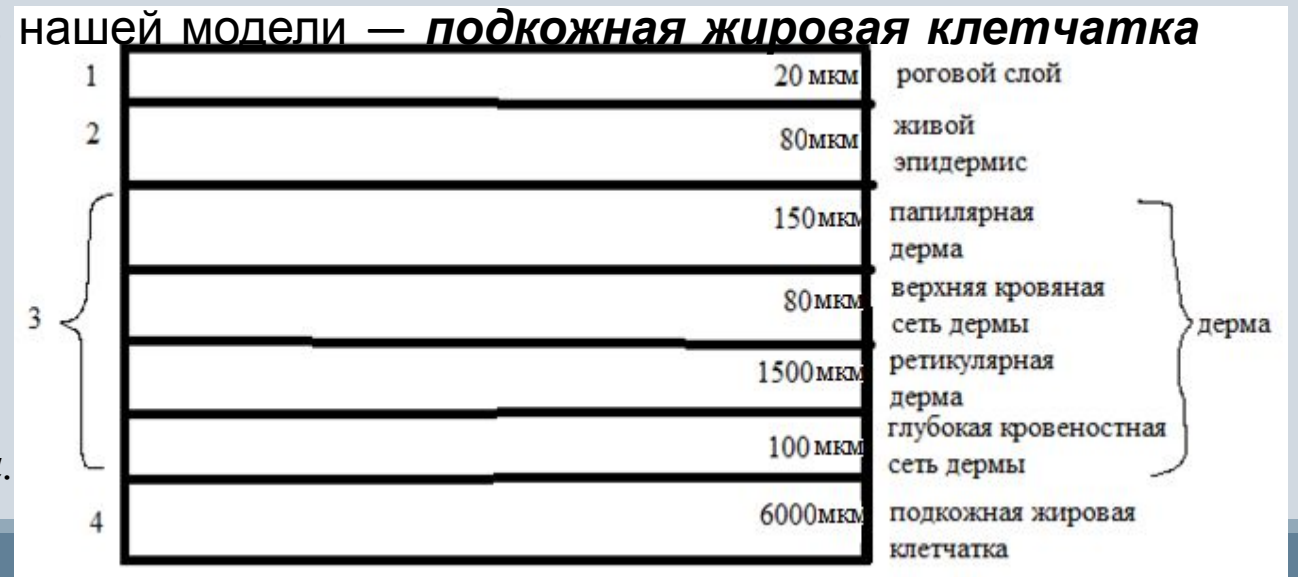 нашей модели — подкожная жировая клетчатка
1 20 мкм роговой слой
2 80мкм живой
эпидермис
150мкм папилярная
дерма
80мкм верхняя кровяная
сеть дермы
3 дерма
1500мкм ретикулярная
дерма
100 мкм глубокая кровеностная
сеть дермы
4 6000мкм подкожная жировая
клетчатка